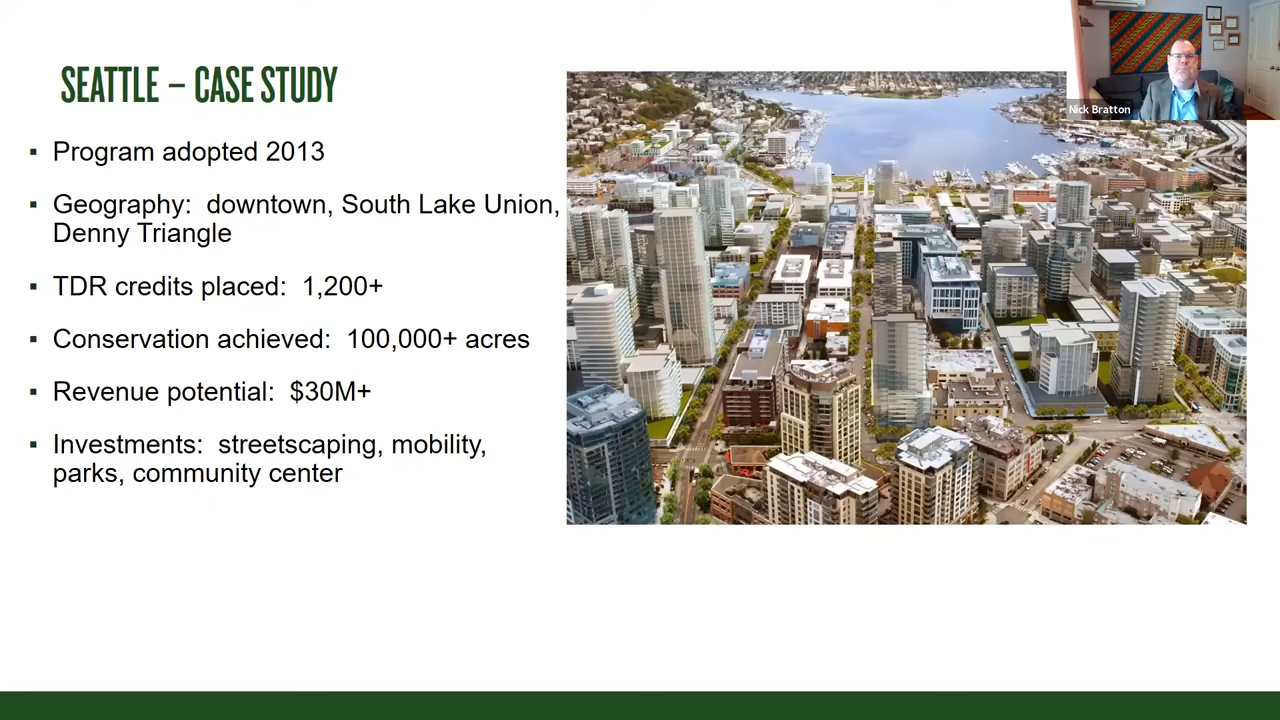 SEATTLE – CASE STUDY
▪ Program adopted 2013
▪ Geography:  downtown, South Lake Union,
Denny Triangle
▪ TDR credits placed:  1,200+
▪ Conservation achieved:  100,000+ acres
▪ Revenue potential:  $30M+
▪ Investments:  streetscaping, mobility,
parks, community center
Nick Bratton